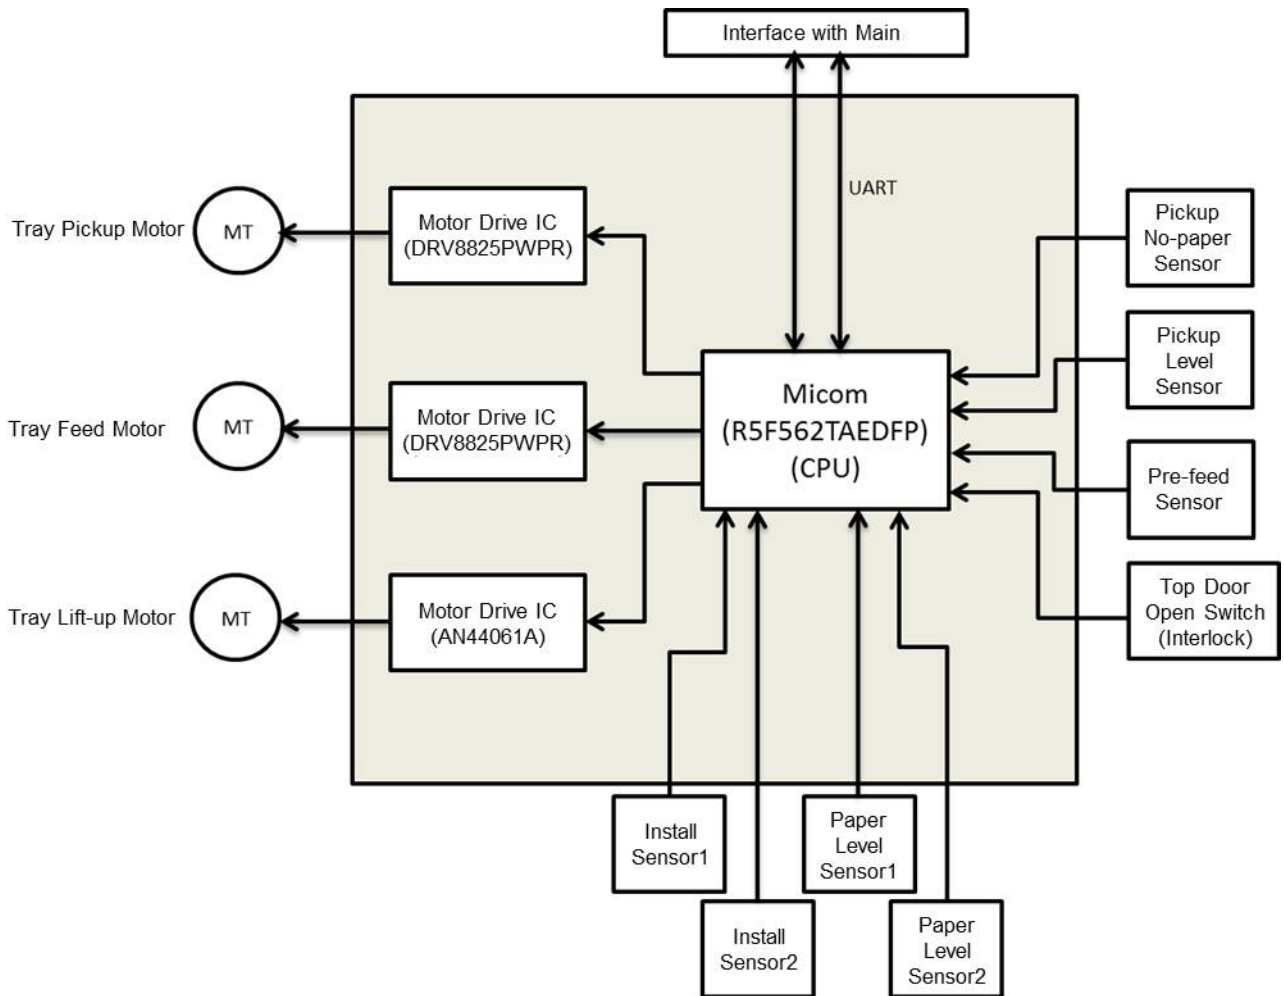 Interface with Main
UART
Tray Pickup Motor
MT
Motor Drive IC
(DRV8825PWPR)
Pickup
No-paper
Sensor
Pickup
Level
Sensor
Micom
(R5F562TAEDFP)
(CPU)
Tray Feed Motor
MT
Motor Drive IC
(DRV8825PWPR)
Pre-feed
Sensor
Tray Lift-up Motor
MT
Motor Drive IC
(AN44061A)
Top Door
Open Switch
(Interlock)
Install
Sensor1
Paper
Level
Sensor1
Install
Sensor2
Paper
Level
Sensor2